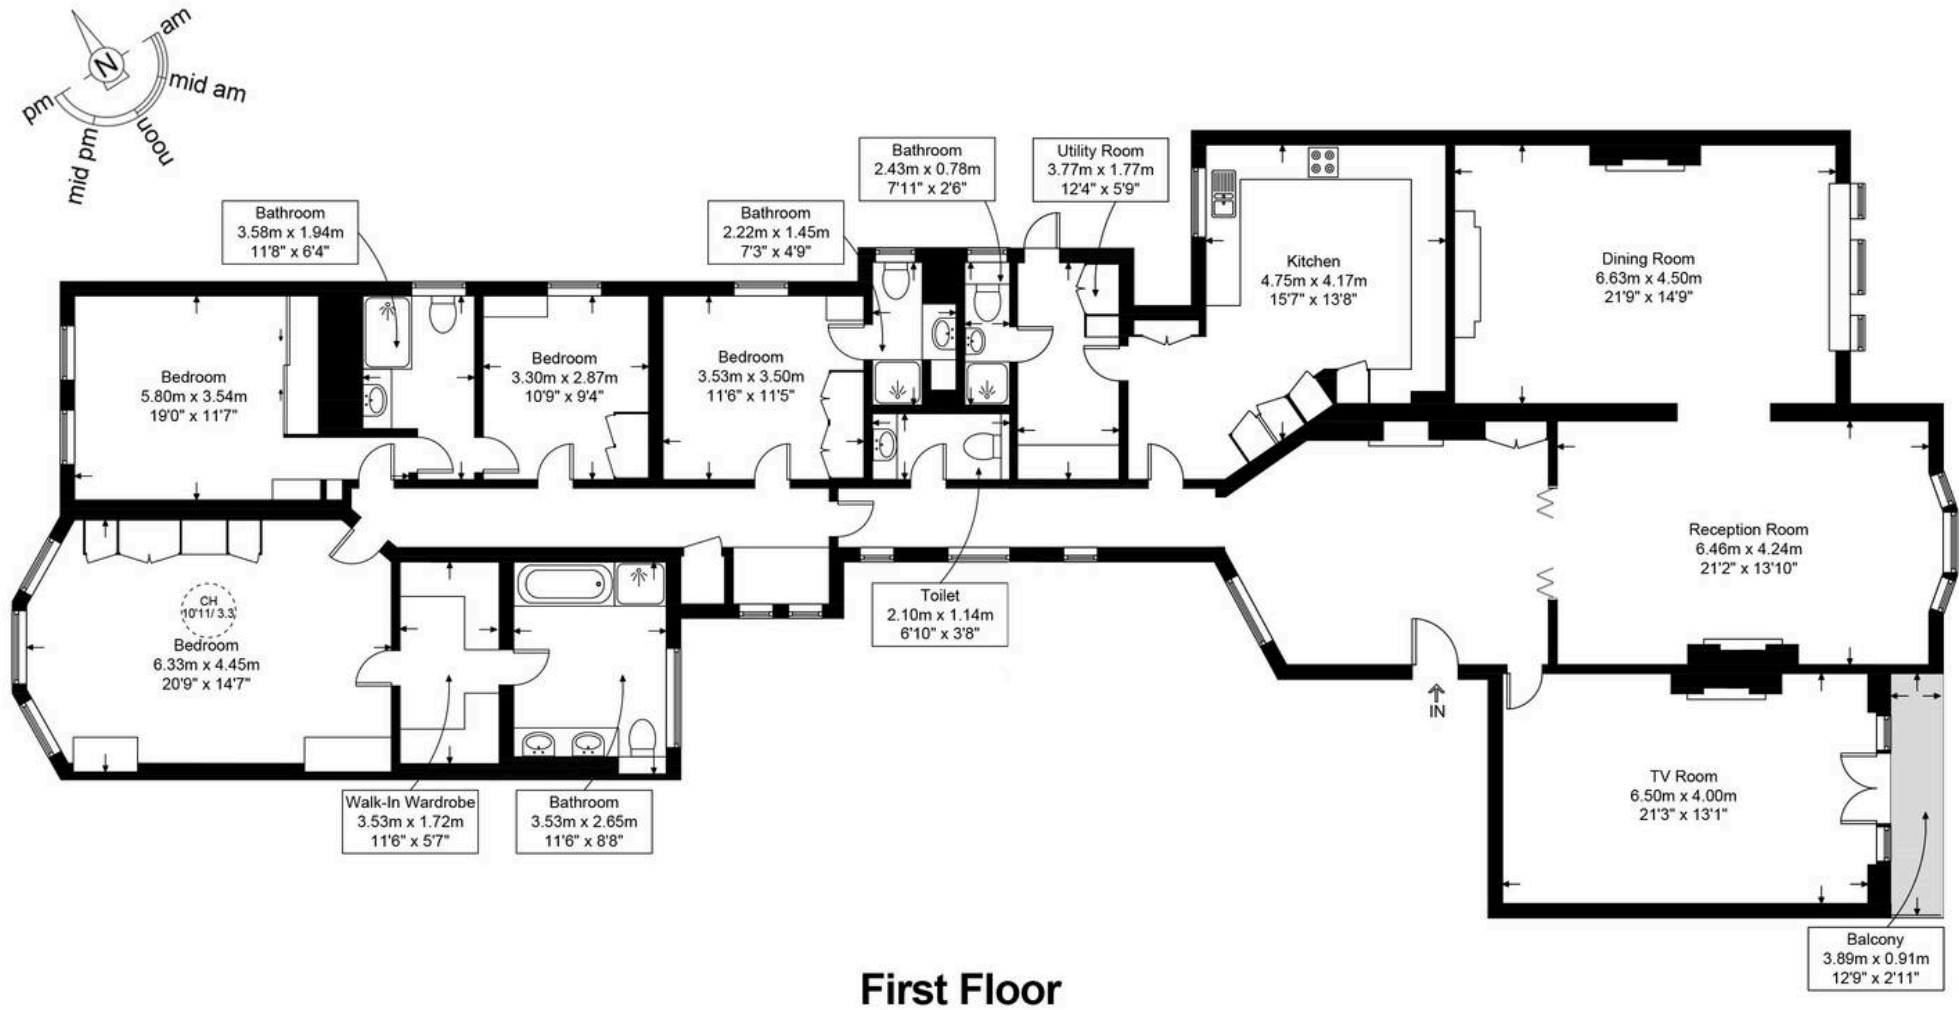 am
N
mid am
pm
noon
mid pm
Bathroom
3.58m x 1.94m
11'8" x 6'4"
Bathroom
2.22m x 1.45m
7'3" x 4'9"
Bathroom
2.43m x 0.78m
7'11" x 2'6"
Utility Room
3.77m x 1.77m
12'4" x 5'9"
Kitchen
4.75m x 4.17m
15'7" x 13'8"
Dining Room
6.63m x 4.50m
21'9" x 14'9"
Bedroom
5.80m x 3.54m
19'0" x 11'7"
Bedroom
3.30m x 2.87m
10'9" x 9'4"
Bedroom
3.53m x 3.50m
11'6" x 11'5"
Reception Room
6.46m x 4.24m
21'2" x 13'10"
CH
10'11/ 3.3
Bedroom
6.33m x 4.45m
20'9" x 14'7"
Toilet
2.10m x 1.14m
6'10" x 3'8"
IN
TV Room
6.50m x 4.00m
21'3" x 13'1"
Walk-In Wardrobe
3.53m x 1.72m
11'6" x 5'7"
Bathroom
3.53m x 2.65m
11'6" x 8'8"
Balcony
3.89m x 0.91m
12'9" x 2'11"
First Floor